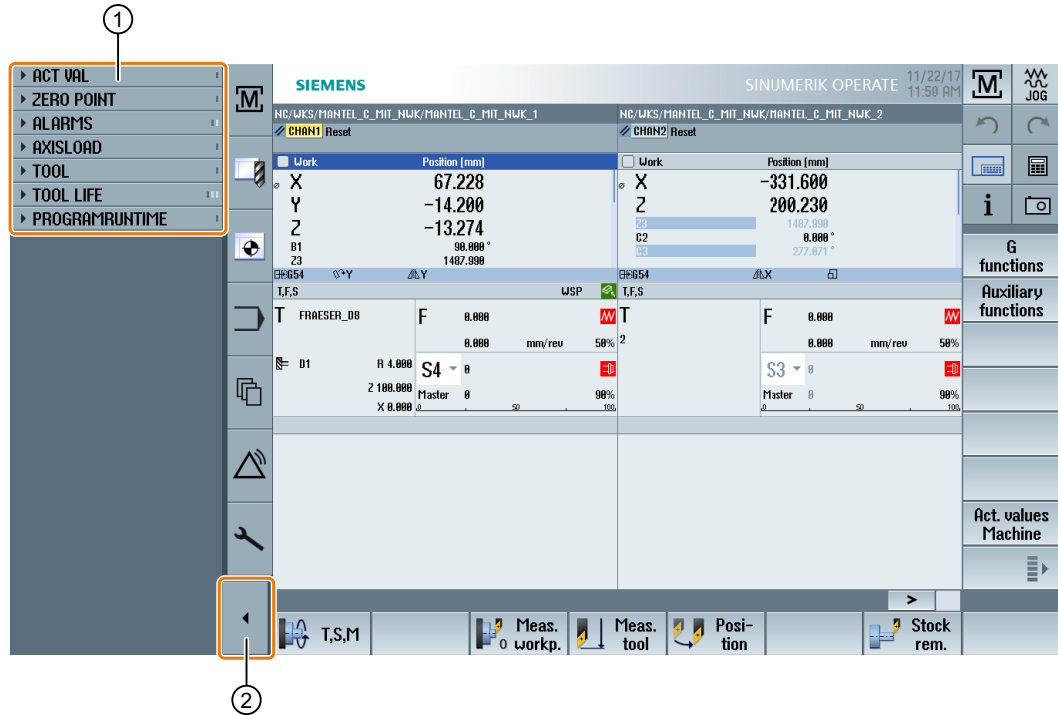 1
ACT VAL
ZERO POINT
ALARMS
AXISLOAD
TOOL
TOOL LIFE
PROGRAMRUNTIME
M
SIEMENS
SINUMERIK OPERATE
11/22/17
11:50 AM
M
JOG
NC/WKS/MANTEL_C_MIT_NWK/MANTEL_C_MIT_NWK_1
CHAN1 Reset
Work Position [mm]
X 67.228
Y -14.200
Z -13.274
B1 90.000 °
Z3 1487.990
G54 Y Y
T,F,S WSP
T FRAESER_D8 F 0.000
0.000 mm/rev 50%
D1 R 4.000 S4 0
Z 100.000 Master 0 90%
X 0.000 0 50 100
NC/WKS/MANTEL_C_MIT_NWK/MANTEL_C_MIT_NWK_2
CHAN2 Reset
Work Position [mm]
X -331.600
Z 200.230
Z3 1487.990
C2 0.000 °
C3 277.071 °
G54 X
T,F,S
T F 0.000
2 0.000 mm/rev 50%
S3 0
Master 0 90%
0 50 100
i
G
functions
Auxiliary
functions
Act. values
Machine
>
T,S,M
Meas.
0 workp.
Meas.
tool
Posi-
tion
Stock
rem.
2